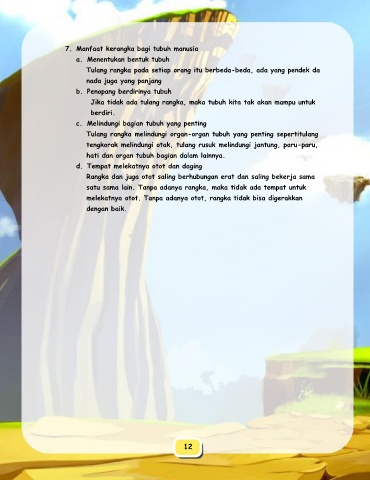 7. Manfaat kerangka bagi tubuh manusia
a. Menentukan bentuk tubuh
Tulang rangka pada setiap orang itu berbeda-beda, ada yang pendek da
nada juga yang panjang
b. Penopang berdirinya tubuh
Jika tidak ada tulang rangka, maka tubuh kita tak akan mampu untuk
berdiri.
c. Melindungi bagian tubuh yang penting
Tulang rangka melindungi organ-organ tubuh yang penting sepertitulang
tengkorak melindungi otak, tulang rusuk melindungi jantung, paru-paru,
hati dan organ tubuh bagian dalam lainnya.
d. Tempat melekatnya otot dan daging
Rangka dan juga otot saling berhubungan erat dan saling bekerja sama
satu sama lain. Tanpa adanya rangka, maka tidak ada tempat untuk
melekatnya otot. Tanpa adanya otot, rangka tidak bisa digerakkan
dengan baik.
12